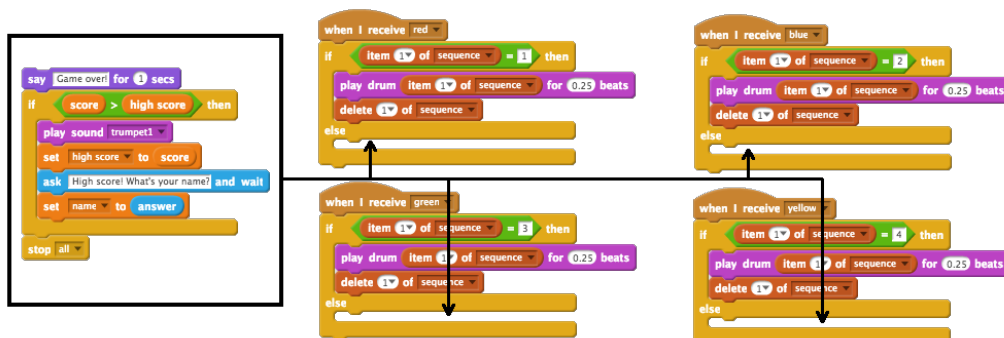 say Game over! for 1 secs
if score > high score then
play sound trumpet1
set high score to score
ask High score! What's your name? and wait
set name to answer
stop all
when I receive red
if item 1 of sequence = 1 then
play drum item 1 of sequence for 0.25 beats
delete 1 of sequence
else
when I receive blue
if item 1 of sequence = 2 then
play drum item 1 of sequence for 0.25 beats
delete 1 of sequence
else
when I receive green
if item 1 of sequence = 3 then
play drum item 1 of sequence for 0.25 beats
delete 1 of sequence
else
when I receive yellow
if item 1 of sequence = 4 then
play drum item 1 of sequence for 0.25 beats
delete 1 of sequence
else